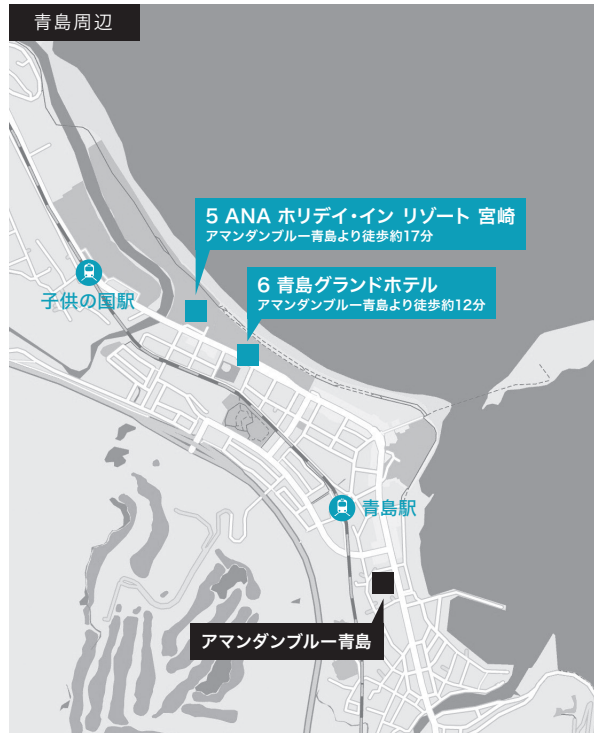 青島周辺
5 ANA ホリデイ・イン リゾート 宮崎
アマンダンブルー青島より徒歩約17分
6 青島グランドホテル
アマンダンブルー青島より徒歩約12分
子供の国駅
青島駅
アマンダンブルー青島